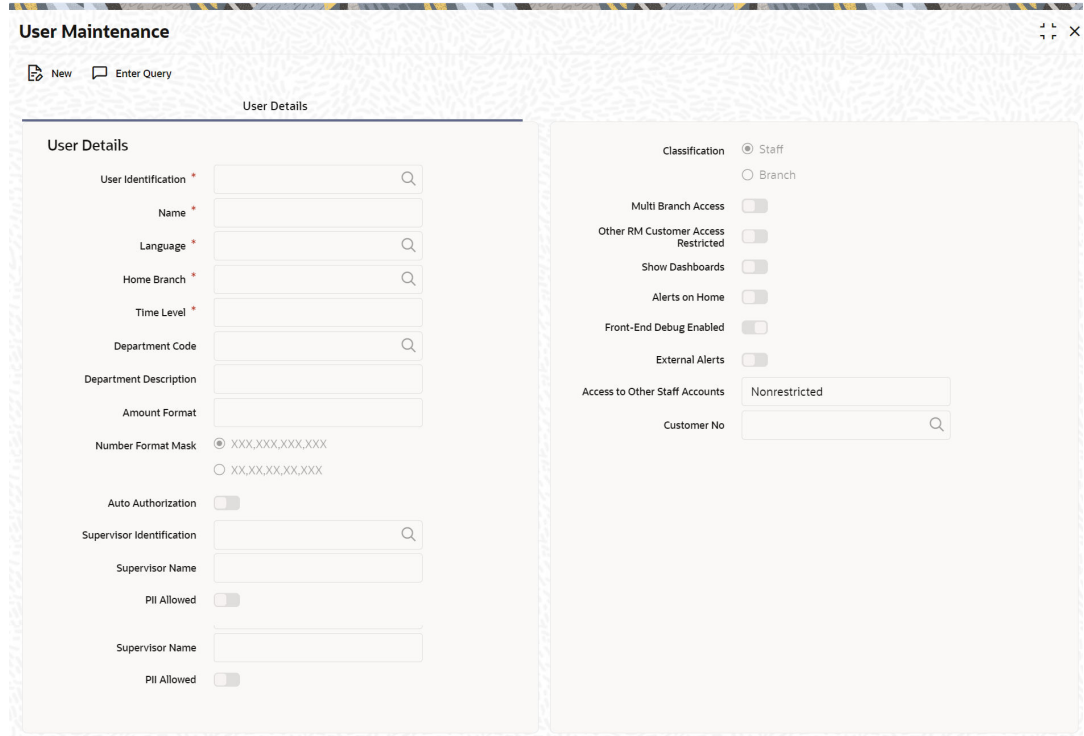 User Maintenance
New Enter Query
User Details
User Details
User Identification *
Name *
Language *
Home Branch *
Time Level *
Department Code
Department Description
Amount Format
Number Format Mask XXX,XXX,XXX,XXX
XX,XX,XX,XX,XXX
Auto Authorization
Supervisor Identification
Supervisor Name
PII Allowed
Supervisor Name
PII Allowed
Classification Staff
Branch
Multi Branch Access
Other RM Customer Access
Restricted
Show Dashboards
Alerts on Home
Front-End Debug Enabled
External Alerts
Access to Other Staff Accounts Nonrestricted
Customer No